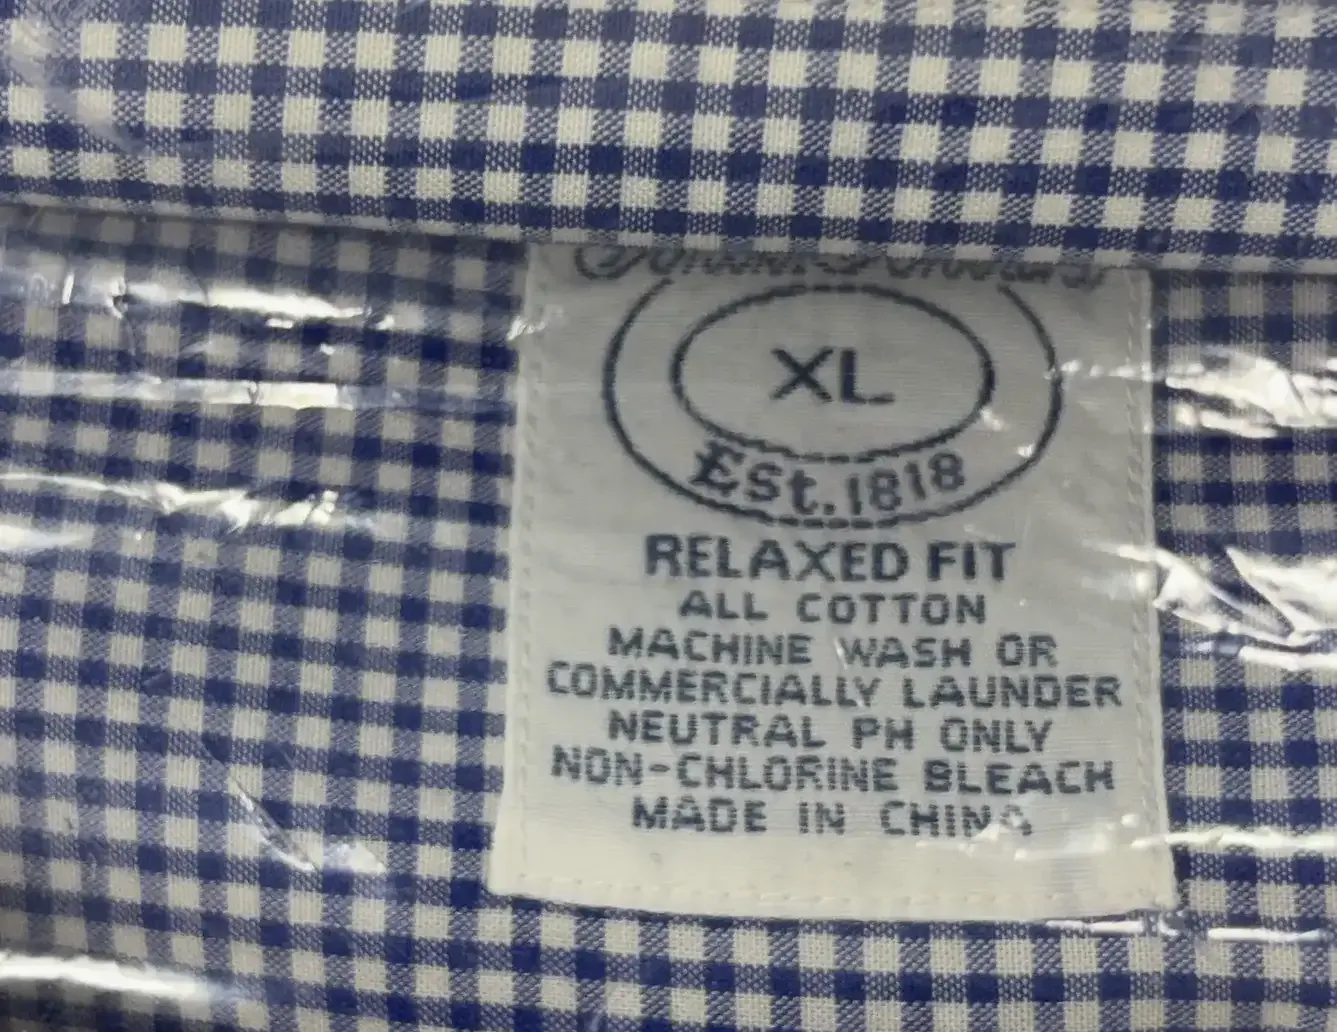 XL
Est. 1818
RELAXED FIT
ALL COTTON
MACHINE WASH OR
COMMERCIALLY LAUNDER
NEUTRAL PH ONLY
NON-CHLORINE BLEACH
MADE IN CHINA